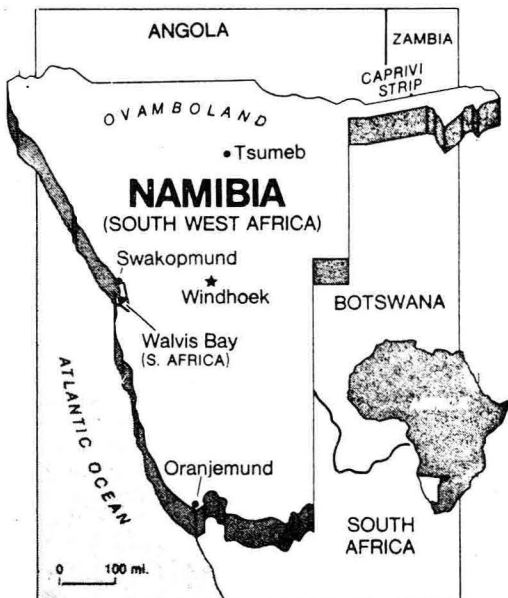 ANGOLA
ZAMBIA
CAPRIVI
STRIP
OVAMBOLAND
Tsumeb
NAMIBIA
(SOUTH WEST AFRICA)
Swakopmund
Windhoek
BOTSWANA
Walvis Bay
(S. AFRICA)
ATLANTIC OCEAN
Oranjemund
SOUTH
AFRICA
0 100 mi.